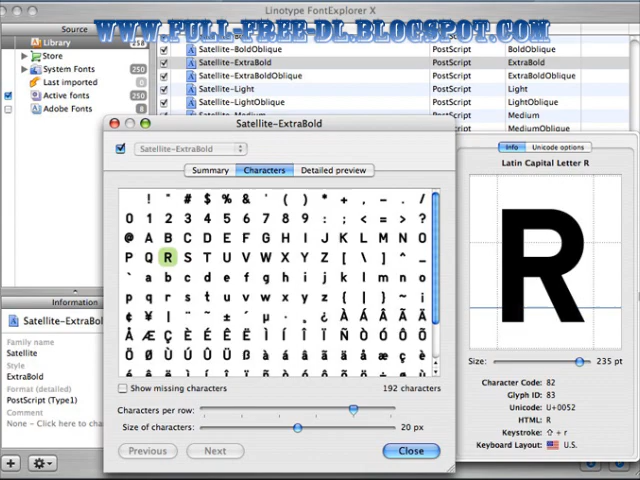 Linotype FontExplorer X
WWW.FULL-FREE-DL.BLOGSPOT.COM
Source
Library 258
Store
System Fonts 250
Last imported 0
Active fonts 250
Adobe Fonts 8
Satellite-BoldOblique PostScript BoldOblique
Satellite-ExtraBold PostScript ExtraBold
Satellite-ExtraBoldOblique PostScript ExtraBoldOblique
Satellite-Light PostScript Light
Satellite-LightOblique PostScript LightOblique
Satellite-Medium PostScript Medium
MediumOblique
Satellite-ExtraBold
Satellite-ExtraBold
Summary Characters Detailed preview
! " # $ % & ' ( ) * + , - . /
0 1 2 3 4 5 6 7 8 9 : ; < = > ?
@ A B C D E F G H I J K L M N O
P Q R S T U V W X Y Z [ \ ] ^ _
` a b c d e f g h i j k l m n o
p q r s t u v w x y z { | } ~ ¡
Show missing characters 192 characters
Characters per row:
Size of characters: 20 px
Previous Next Close
Info Unicode options
Latin Capital Letter R
R
Size: 235 pt
Character Code: 82
Glyph ID: 83
Unicode: U+0052
HTML: R
Keystroke: ⇧ + r
Keyboard Layout: U.S.
Information
Satellite-ExtraBold
Family name
Satellite
Style
ExtraBold
Format (detailed)
PostScript (Type1)
Comment
None - Click here to